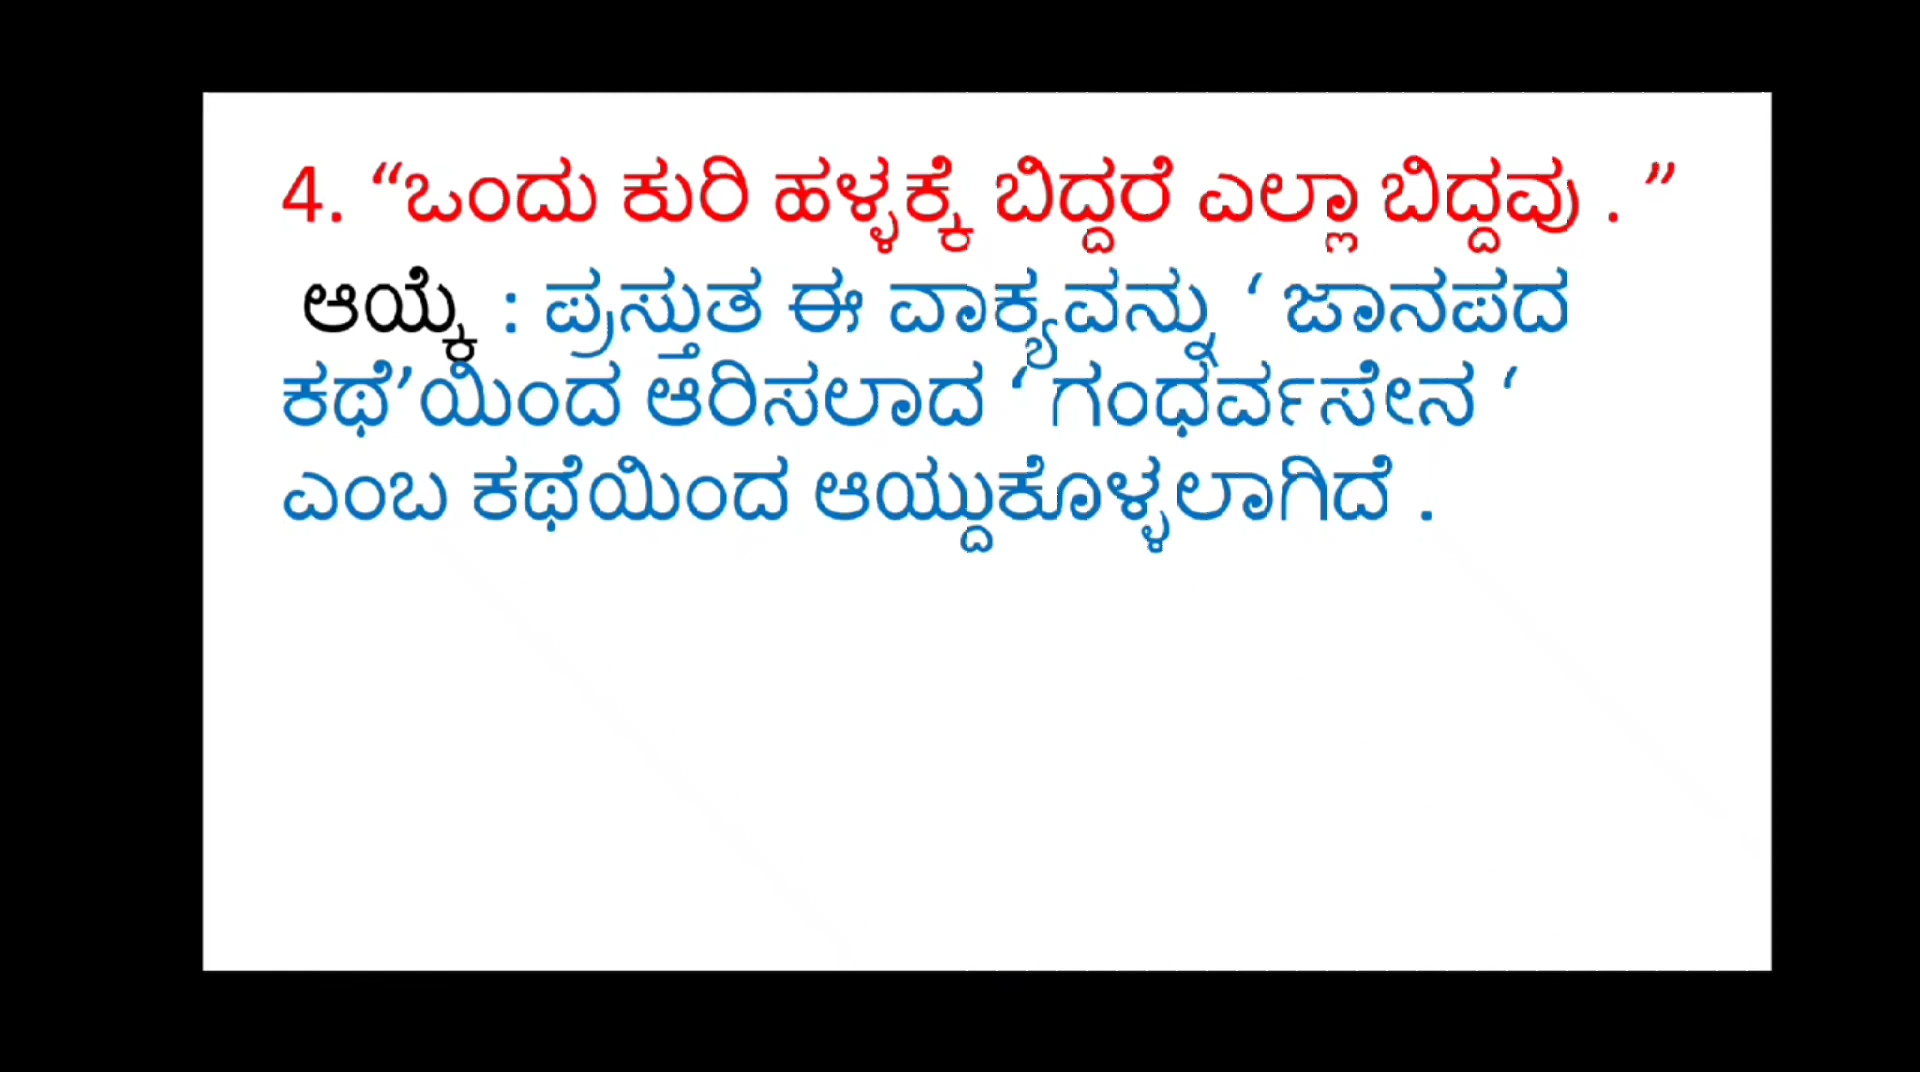 4. “ಒಂದು ಕುರಿ ಹಳ್ಳಕ್ಕೆ ಬಿದ್ದರೆ ಎಲ್ಲಾ ಬಿದ್ದವು . ”
ಆಯ್ಕೆ : ಪ್ರಸ್ತುತ ಈ ವಾಕ್ಯವನ್ನು ‘ ಜಾನಪದ
ಕಥೆ’ಯಿಂದ ಆರಿಸಲಾದ ‘ ಗಂಧರ್ವಸೇನ ‘
ಎಂಬ ಕಥೆಯಿಂದ ಆಯ್ದುಕೊಳ್ಳಲಾಗಿದೆ .